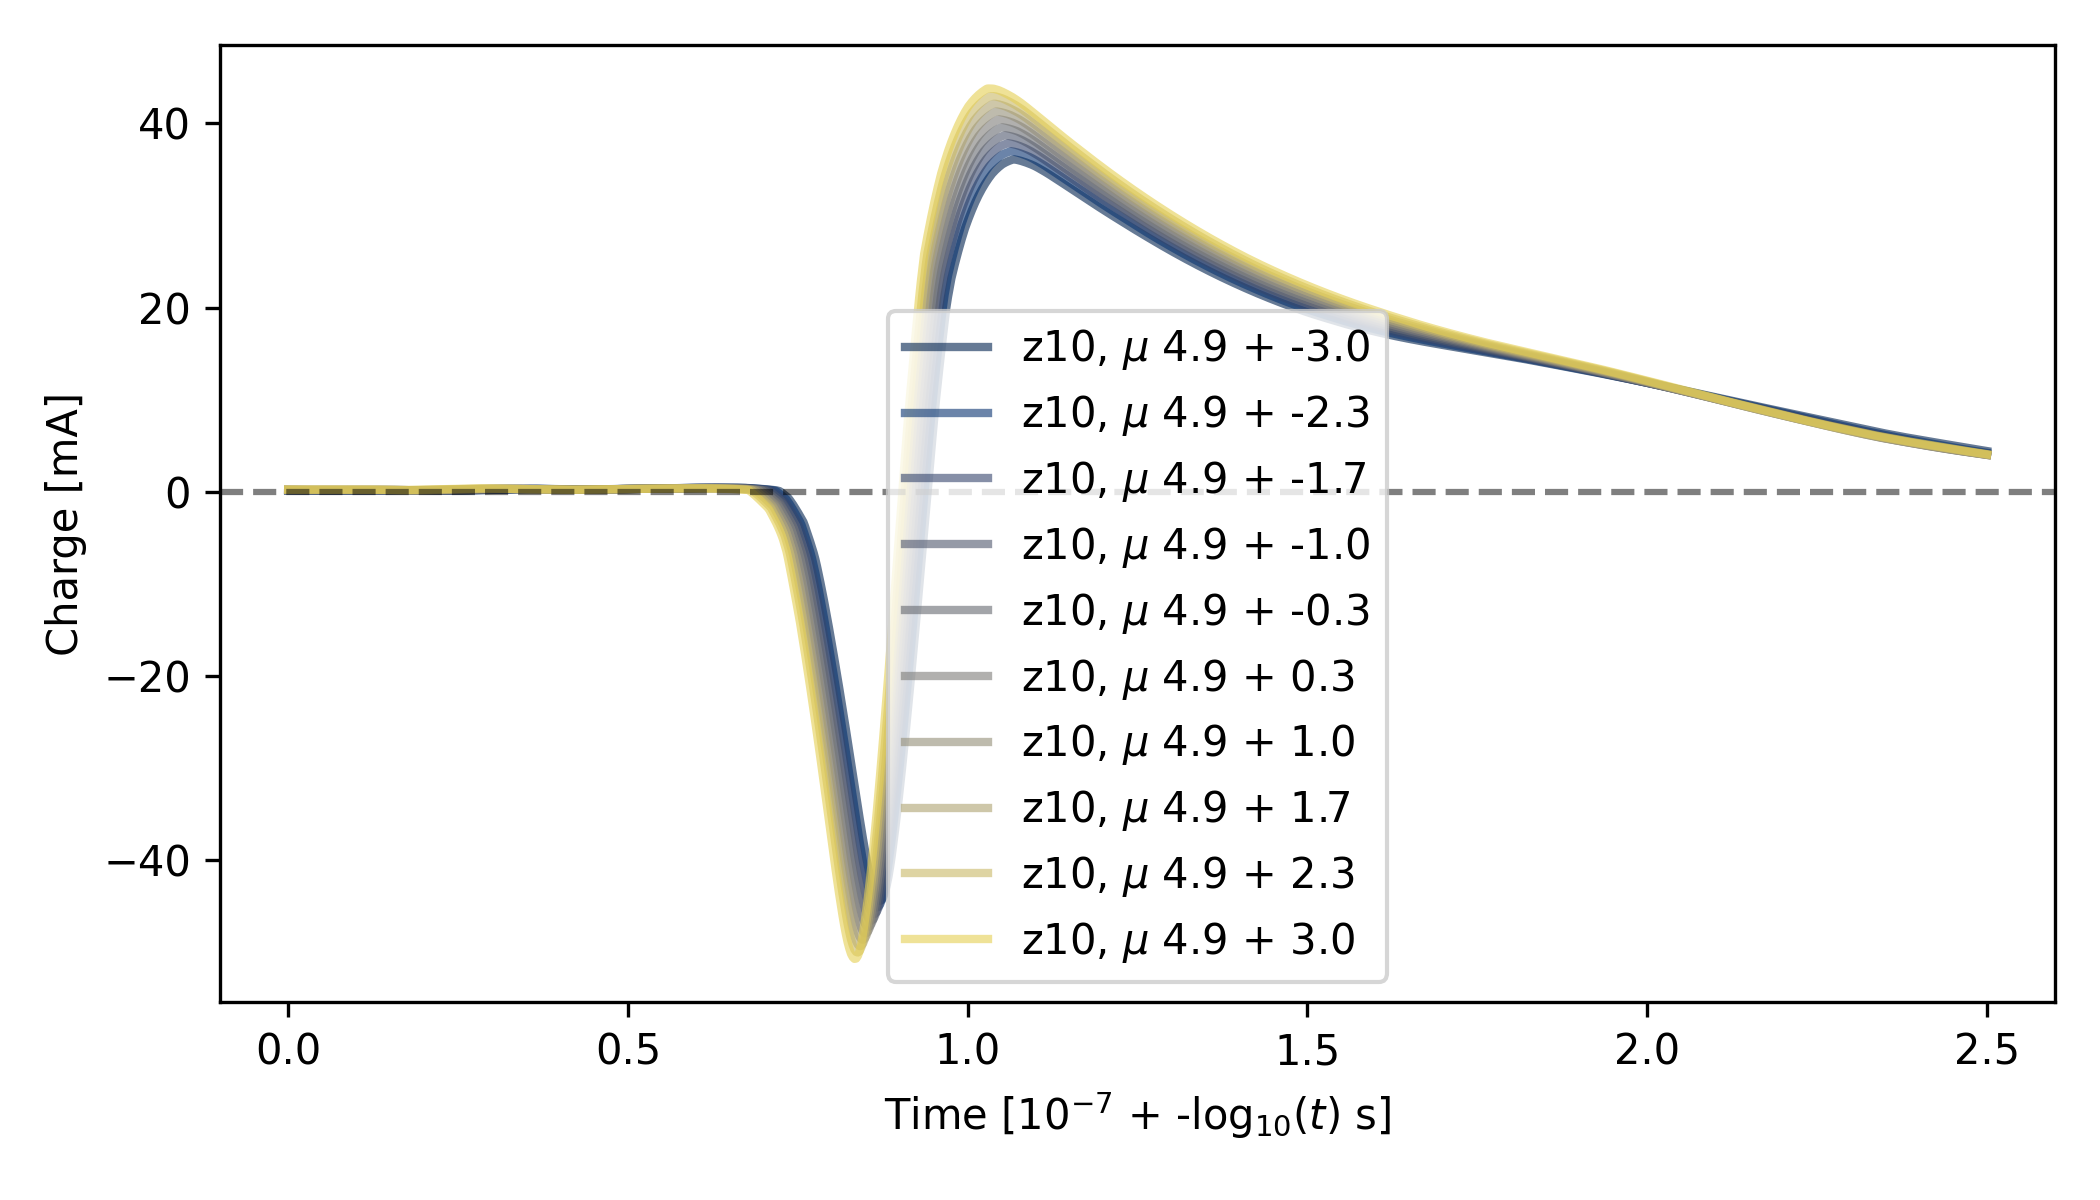 40
20
0
−20
−40
Charge [mA]
z10, μ 4.9 + -3.0
z10, μ 4.9 + -2.3
z10, μ 4.9 + -1.7
z10, μ 4.9 + -1.0
z10, μ 4.9 + -0.3
z10, μ 4.9 + 0.3
z10, μ 4.9 + 1.0
z10, μ 4.9 + 1.7
z10, μ 4.9 + 2.3
z10, μ 4.9 + 3.0
0.0 0.5 1.0 1.5 2.0 2.5
Time [10⁻⁷ + -log₁₀(t) s]